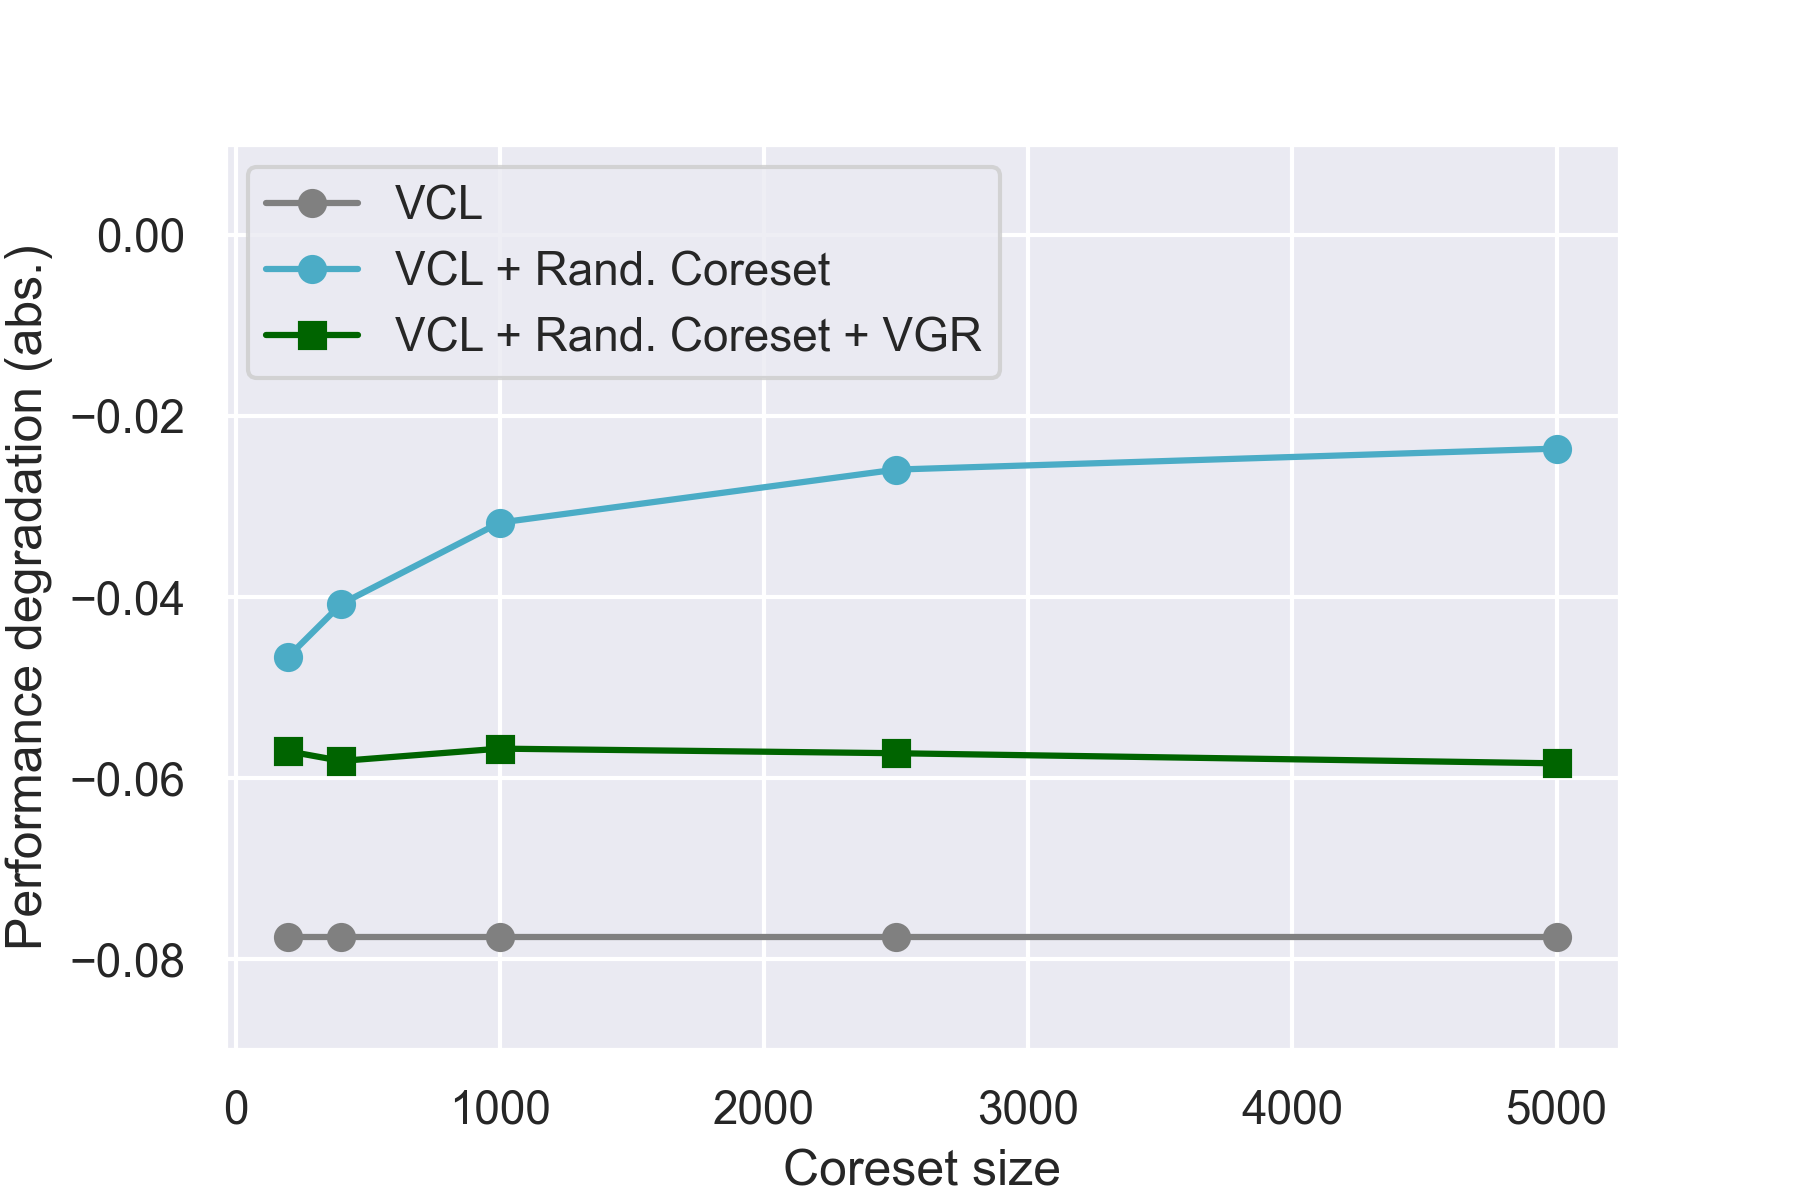 VCL
VCL + Rand. Coreset
VCL + Rand. Coreset + VGR
Performance degradation (abs.)
0.00
−0.02
−0.04
−0.06
−0.08
0 1000 2000 3000 4000 5000
Coreset size